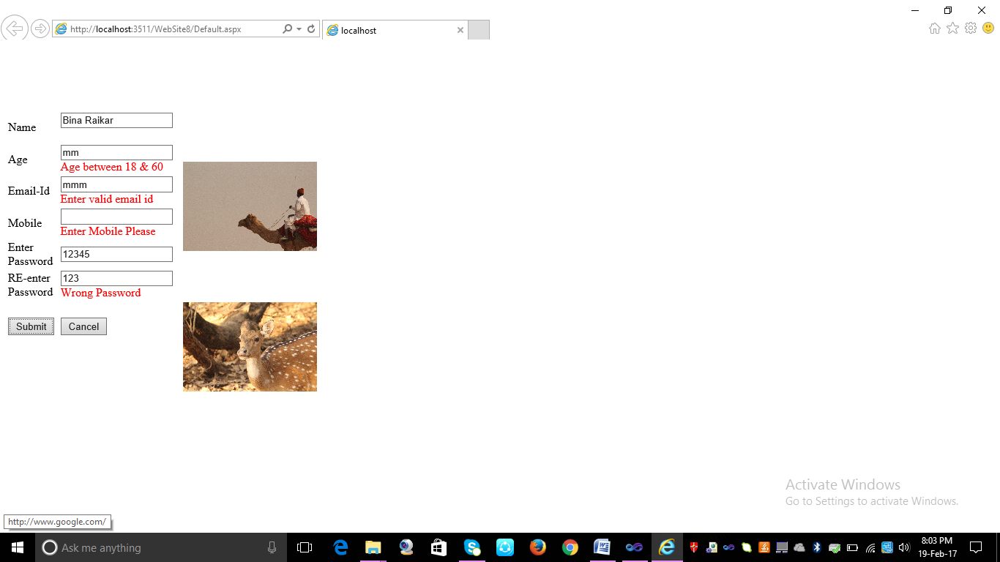 http://localhost:3511/WebSite8/Default.aspx
localhost
Name
Bina Raikar
Age
mm
Age between 18 & 60
Email-Id
mmm
Enter valid email id
Mobile
Enter Mobile Please
Enter
Password
12345
RE-enter
Password
123
Wrong Password
Submit
Cancel
Activate Windows
Go to Settings to activate Windows.
http://www.google.com/
Ask me anything
8:03 PM
19-Feb-17